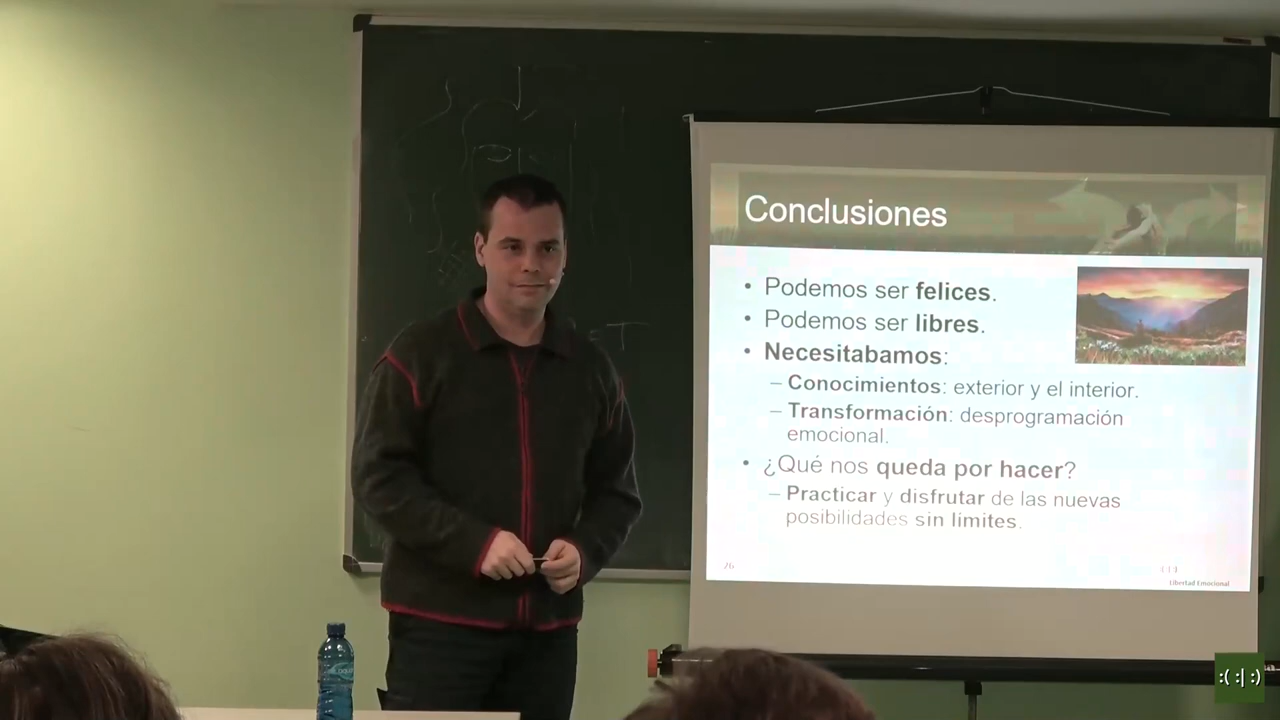 Conclusiones
• Podemos ser felices.
• Podemos ser libres.
• Necesitabamos:
– Conocimientos: exterior y el interior.
– Transformación: desprogramación
emocional.
• ¿Qué nos queda por hacer?
– Practicar y disfrutar de las nuevas
posibilidades sin limites.
26
Libertad Emocional
:( :| :)